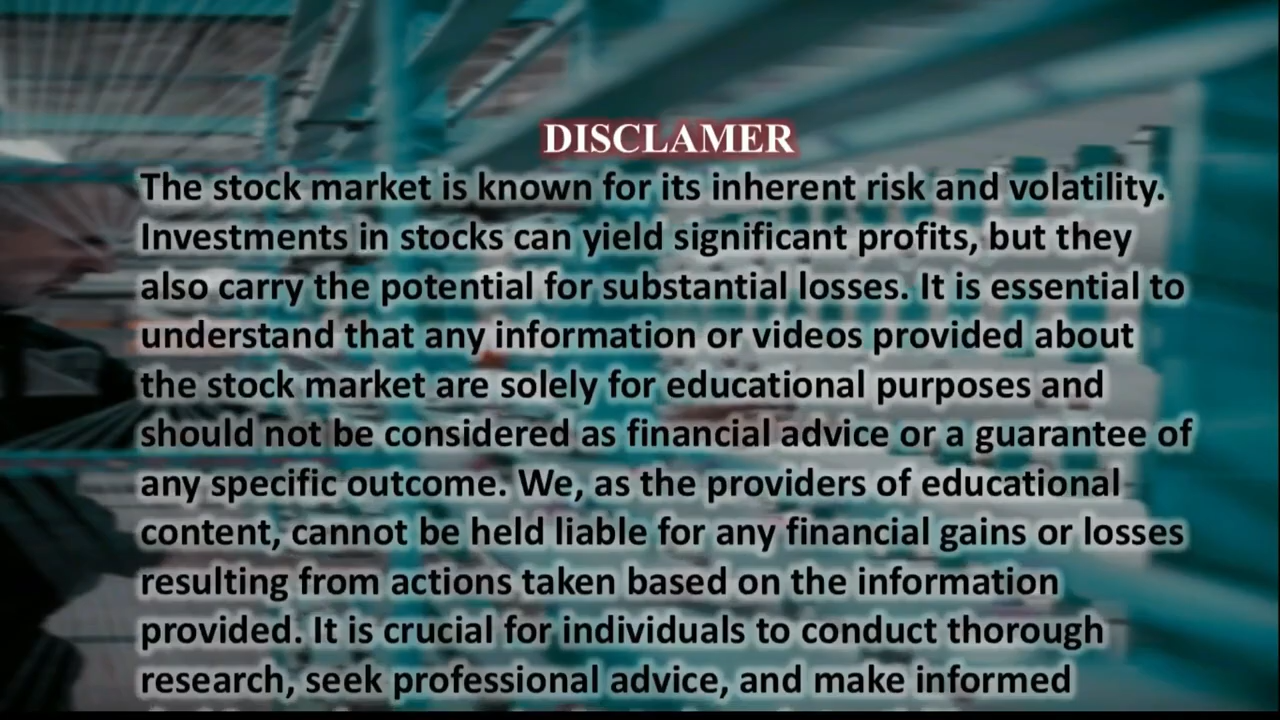 DISCLAMER
The stock market is known for its inherent risk and volatility.
Investments in stocks can yield significant profits, but they
also carry the potential for substantial losses. It is essential to
understand that any information or videos provided about
the stock market are solely for educational purposes and
should not be considered as financial advice or a guarantee of
any specific outcome. We, as the providers of educational
content, cannot be held liable for any financial gains or losses
resulting from actions taken based on the information
provided. It is crucial for individuals to conduct thorough
research, seek professional advice, and make informed